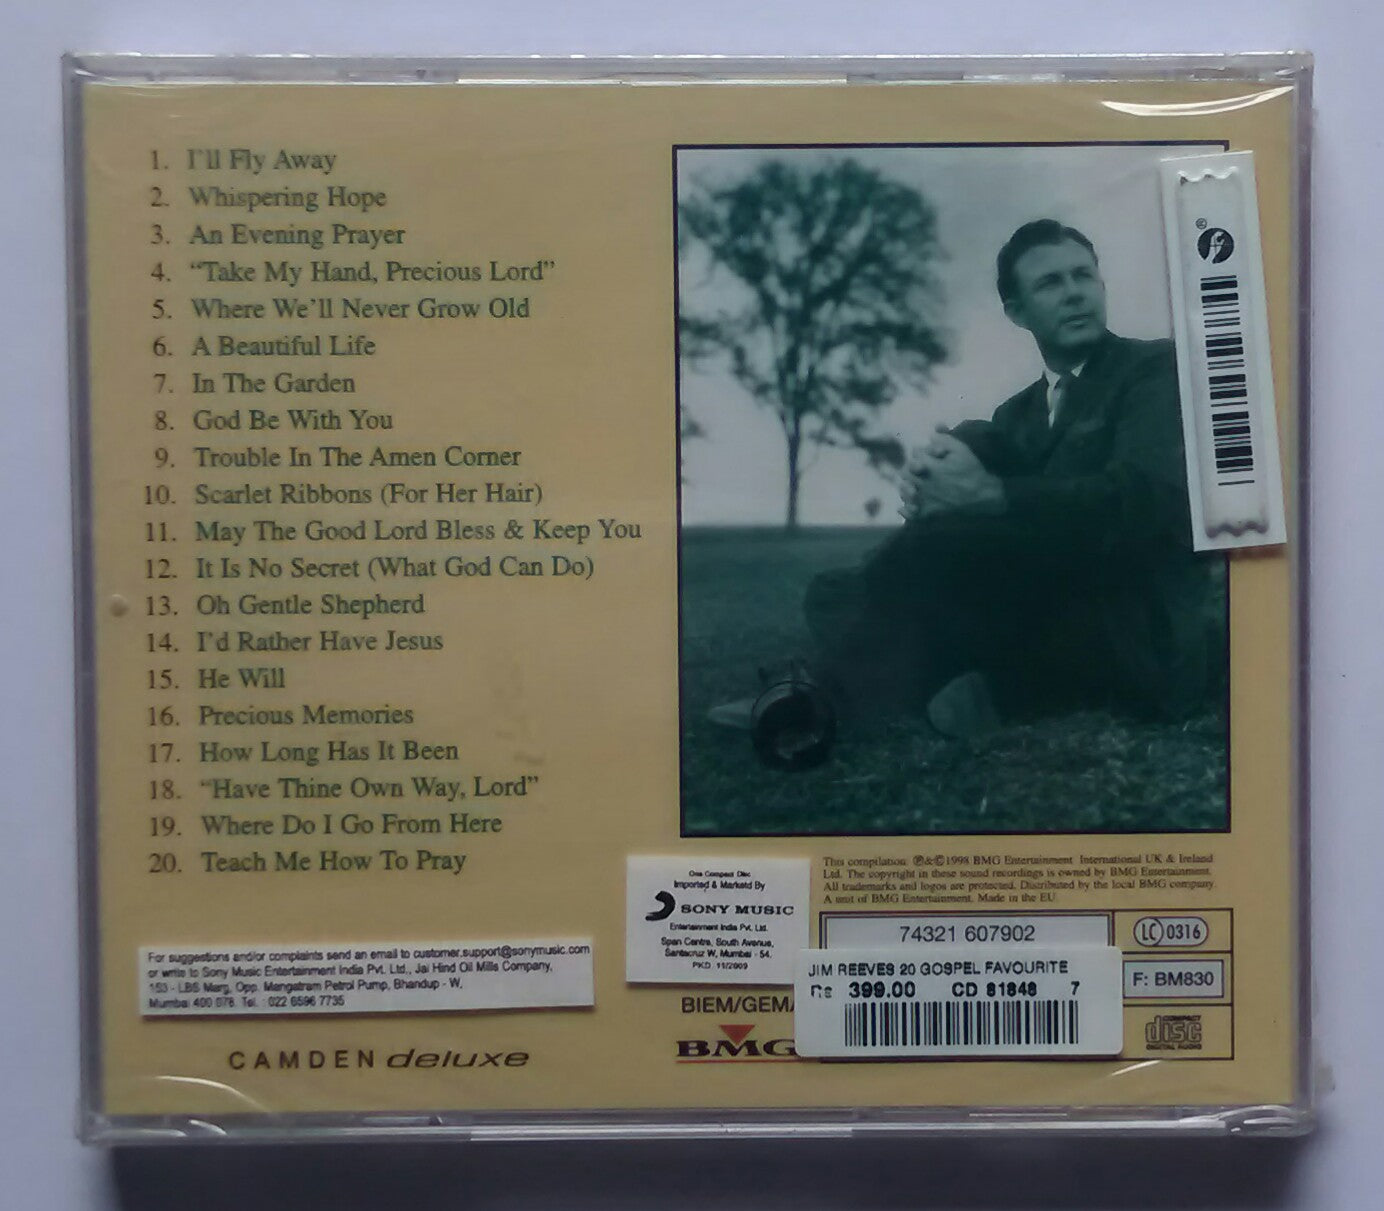 1. I'll Fly Away
2. Whispering Hope
3. An Evening Prayer
4. “Take My Hand, Precious Lord”
5. Where We'll Never Grow Old
6. A Beautiful Life
7. In The Garden
8. God Be With You
9. Trouble In The Amen Corner
10. Scarlet Ribbons (For Her Hair)
11. May The Good Lord Bless & Keep You
12. It Is No Secret (What God Can Do)
13. Oh Gentle Shepherd
14. I'd Rather Have Jesus
15. He Will
16. Precious Memories
17. How Long Has It Been
18. “Have Thine Own Way, Lord”
19. Where Do I Go From Here
20. Teach Me How To Pray
This compilation: ℗&©1998 BMG Entertainment International UK & Ireland
Ltd. The copyright in these sound recordings is owned by BMG Entertainment.
All trademarks and logos are protected. Distributed by the local BMG company.
A unit of BMG Entertainment. Made in the EU.
One Compact Disc
Imported & Marketd By
SONY MUSIC
Entertainment India Pvt. Ltd.
Span Centre, South Avenue,
Santacruz W, Mumbai - 54.
PKD. 11/2009
74321 607902
LC 0316
F: BM830
JIM REEVES 20 GOSPEL FAVOURITE
Rs 399.00 CD 81848 7
For suggestions and/or complaints send an email to customer.support@sonymusic.com
or write to Sony Music Entertainment India Pvt. Ltd., Jai Hind Oil Mills Company,
153 - LBS Marg, Opp. Mangatram Petrol Pump, Bhandup - W,
Mumbai 400 078. Tel. : 022 6596 7735
BIEM/GEMA
BMG
COMPACT
disc
DIGITAL AUDIO
CAMDEN deluxe